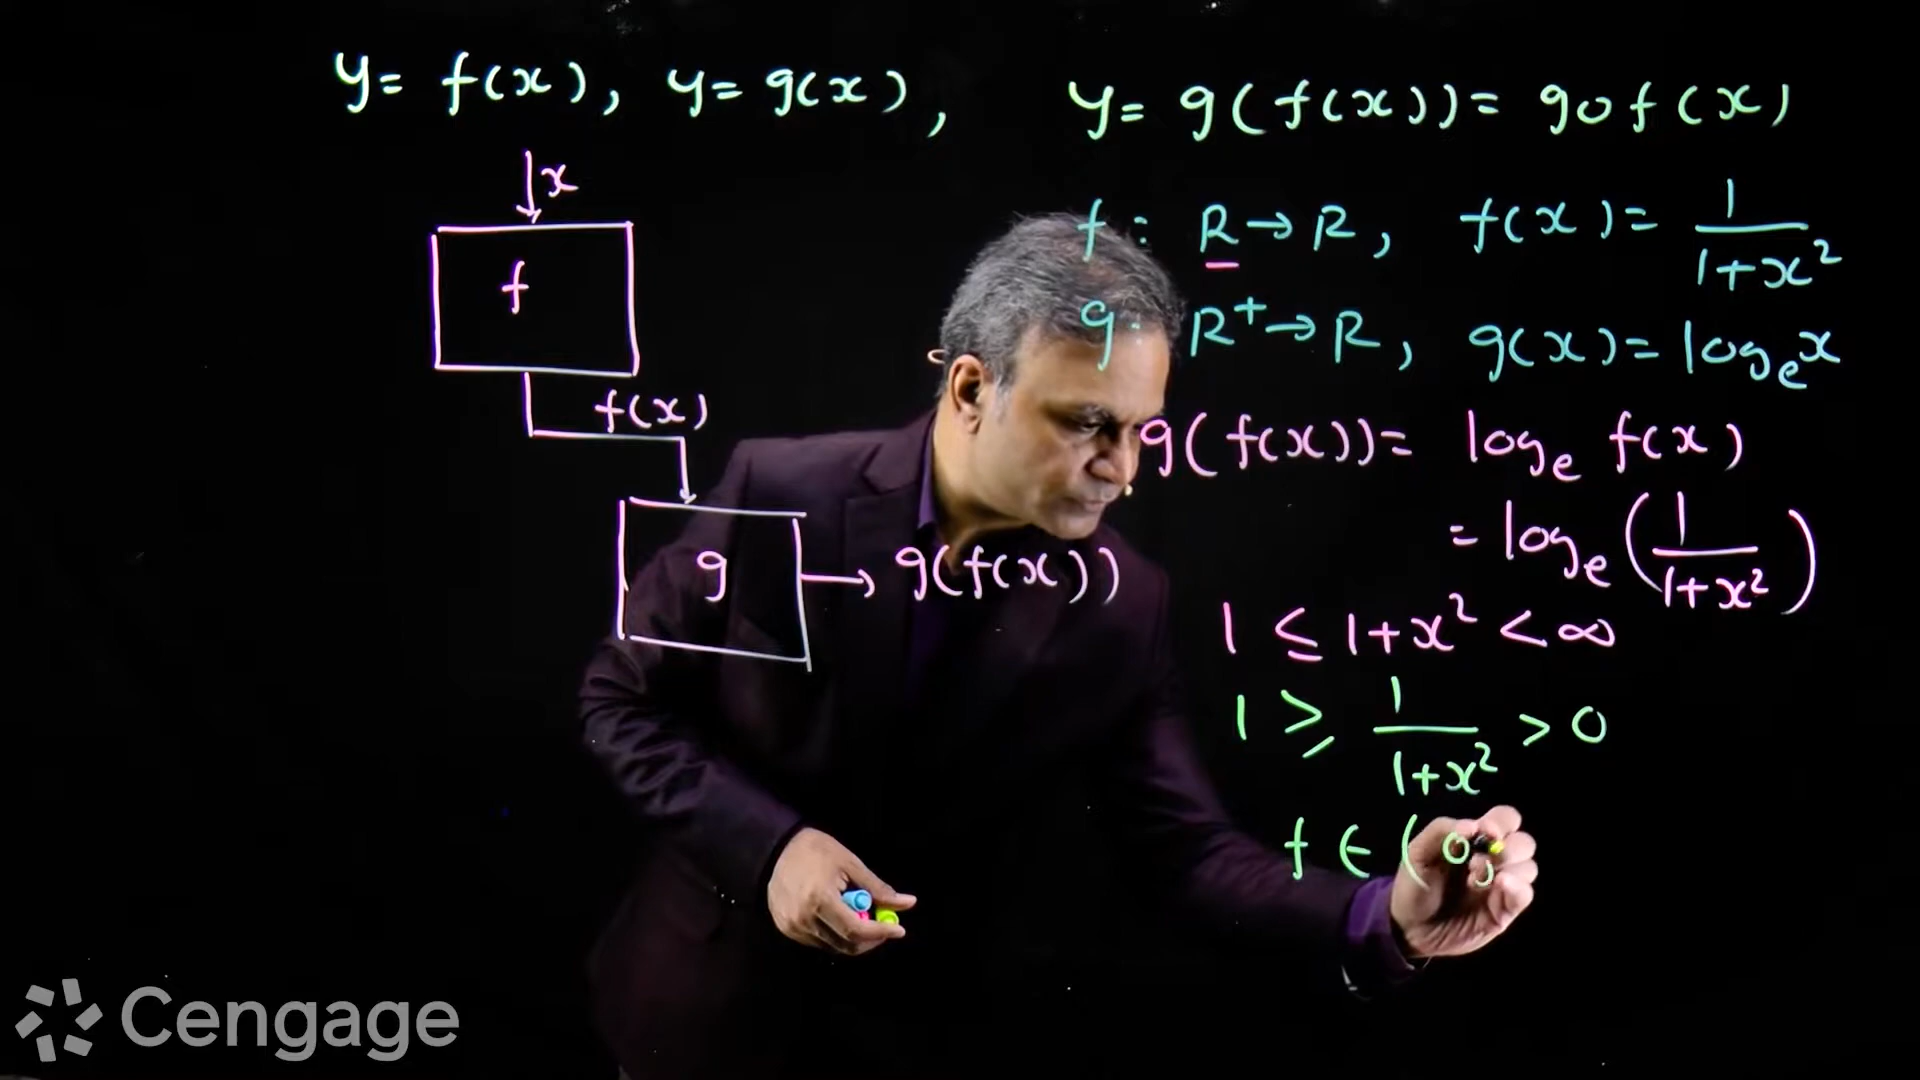 y = f(x), y = g(x), y = g(f(x)) = gof(x)
x
f
f(x)
g
g(f(x))
f : R → R, f(x) = 1/(1+x²)
g : R⁺ → R, g(x) = logₑx
g(f(x)) = logₑ f(x)
= logₑ (1/(1+x²))
1 ≤ 1+x² < ∞
1 ≥ 1/(1+x²) > 0
f ∈ (0,
Cengage